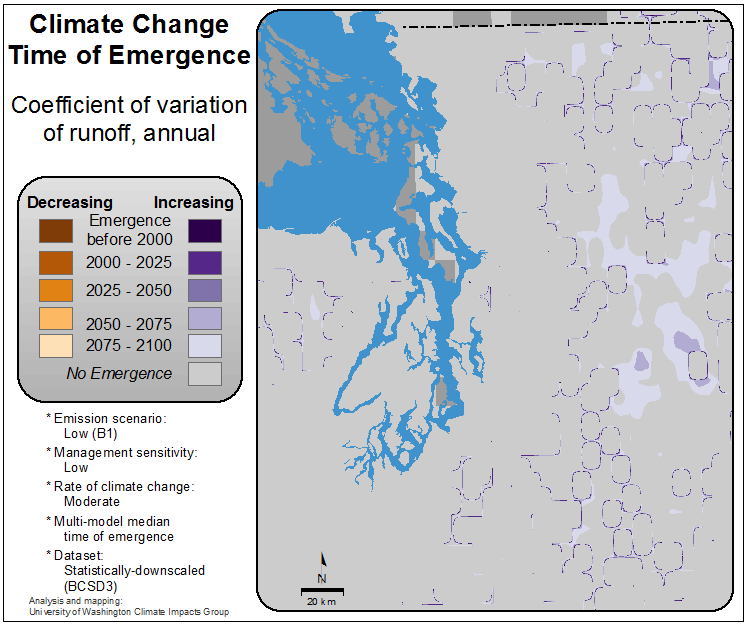 Climate Change
Time of Emergence
Coefficient of variation
of runoff, annual
Decreasing Increasing
Emergence
before 2000
2000 - 2025
2025 - 2050
2050 - 2075
2075 - 2100
No Emergence
* Emission scenario:
Low (B1)
* Management sensitivity:
Low
* Rate of climate change:
Moderate
* Multi-model median
time of emergence
* Dataset:
Statistically-downscaled
(BCSD3)
Analysis and mapping:
University of Washington Climate Impacts Group
N
20 km